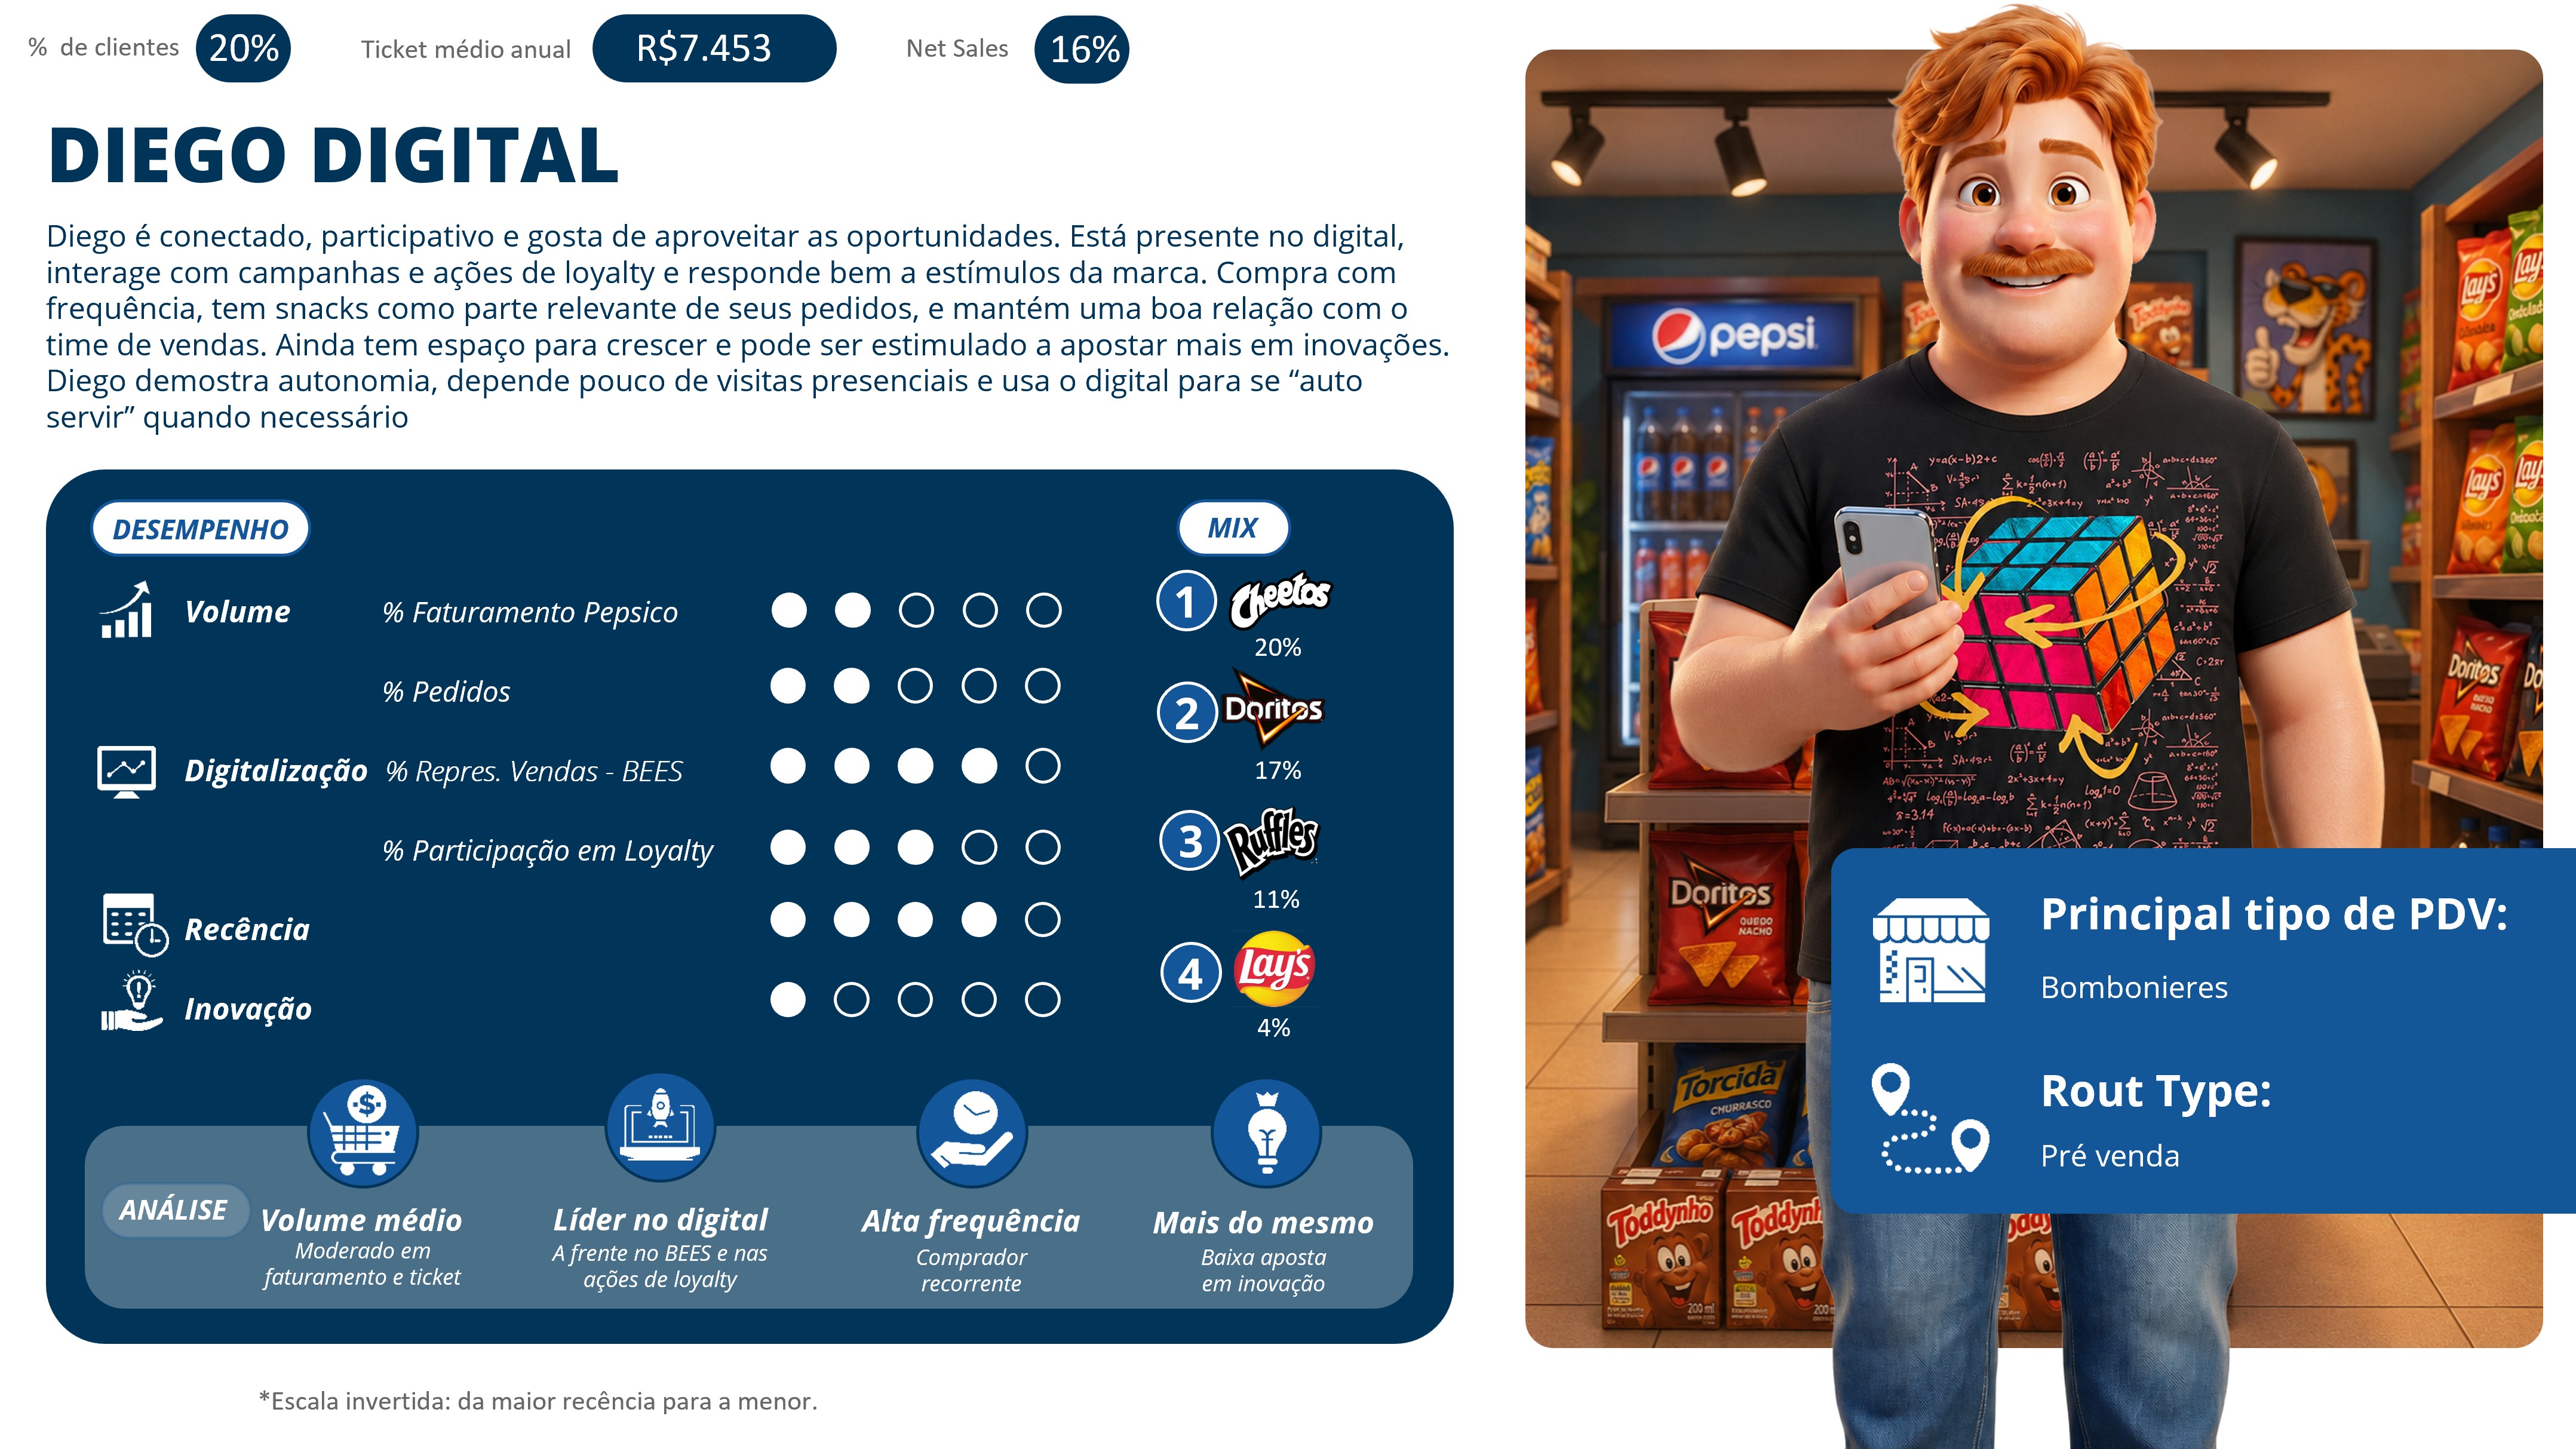 % de clientes 20% Ticket médio anual R$7.453 Net Sales 16%
DIEGO DIGITAL
Diego é conectado, participativo e gosta de aproveitar as oportunidades. Está presente no digital,
interage com campanhas e ações de loyalty e responde bem a estímulos da marca. Compra com
frequência, tem snacks como parte relevante de seus pedidos, e mantém uma boa relação com o
time de vendas. Ainda tem espaço para crescer e pode ser estimulado a apostar mais em inovações.
Diego demostra autonomia, depende pouco de visitas presenciais e usa o digital para se “auto
servir” quando necessário
DESEMPENHO
Volume % Faturamento Pepsico
% Pedidos
Digitalização % Repres. Vendas - BEES
% Participação em Loyalty
Recência
Inovação
MIX
1 Cheetos
20%
2 Doritos
17%
3 Ruffles
11%
4 Lay's
4%
ANÁLISE
Volume médio
Moderado em
faturamento e ticket
Líder no digital
A frente no BEES e nas
ações de loyalty
Alta frequência
Comprador
recorrente
Mais do mesmo
Baixa aposta
em inovação
*Escala invertida: da maior recência para a menor.
pepsi
Lay's
Lay's
Doritos
Doritos
QUEIJO
NACHO
Torcida
CHURRASCO
Toddynho
200 ml
Principal tipo de PDV:
Bombonieres
Rout Type:
Pré venda